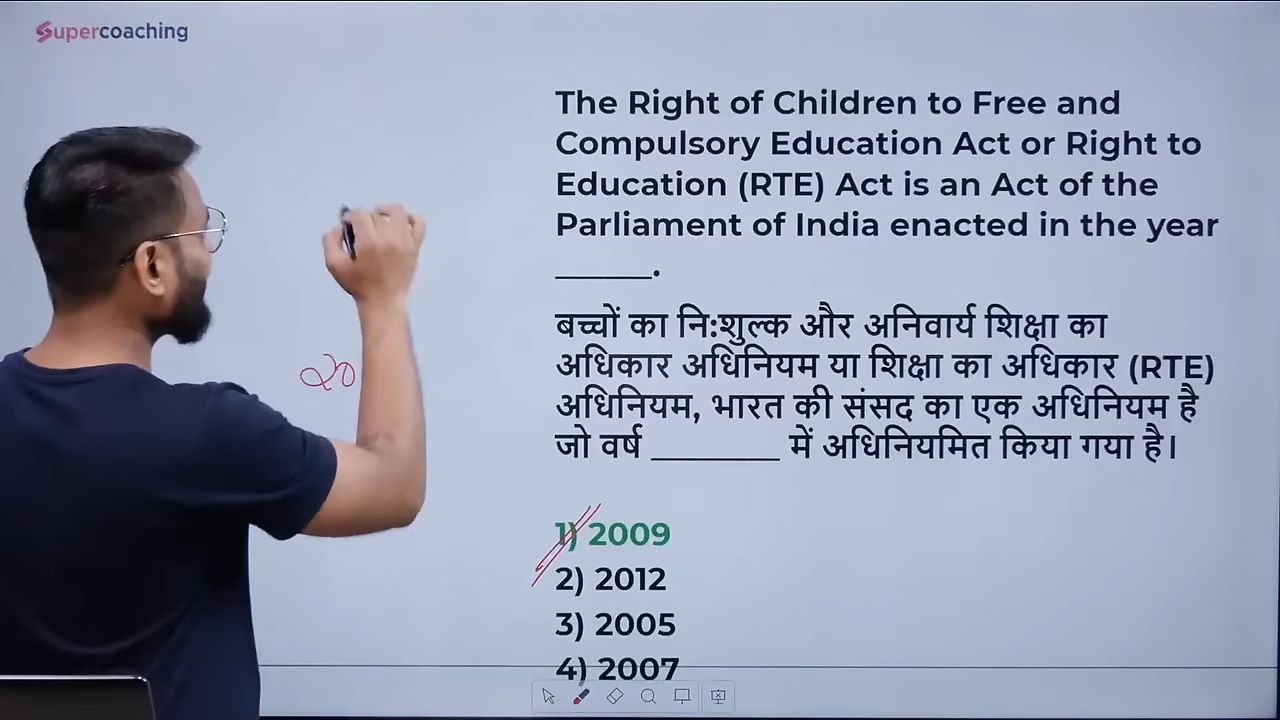 Supercoaching
The Right of Children to Free and
Compulsory Education Act or Right to
Education (RTE) Act is an Act of the
Parliament of India enacted in the year
______.
बच्चों का नि:शुल्क और अनिवार्य शिक्षा का
अधिकार अधिनियम या शिक्षा का अधिकार (RTE)
अधिनियम, भारत की संसद का एक अधिनियम है
जो वर्ष ________ में अधिनियमित किया गया है।
20
1) 2009
2) 2012
3) 2005
4) 2007